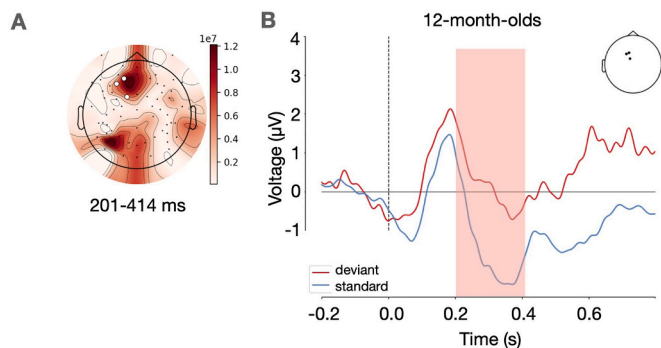 A
1e7
1.2
1.0
0.8
0.6
0.4
0.2
201-414 ms
B
12-month-olds
4
3
2
1
0
-1
Voltage (µV)
deviant
standard
-0.2
0.0
0.2
0.4
0.6
Time (s)